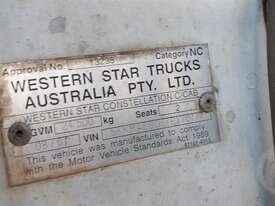 Approval No. Category NC
WESTERN STAR TRUCKS
AUSTRALIA PTY. LTD.
WESTERN STAR CONSTELLATION C/CAB
GVM kg Seats
VIN
This vehicle was manufactured to comply
with the Motor Vehicle Standards Act 1989